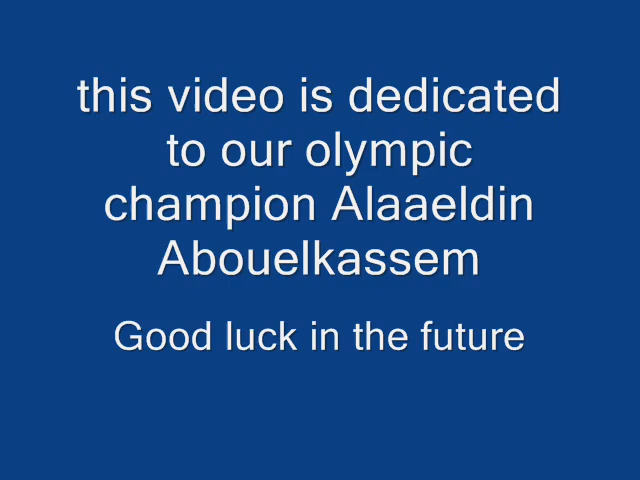 this video is dedicated
to our olympic
champion Alaaeldin
Abouelkassem
Good luck in the future